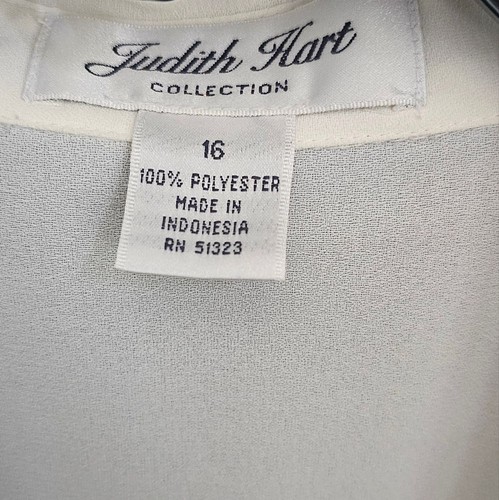 Judith Hart
COLLECTION
16
100% POLYESTER
MADE IN
INDONESIA
RN 51323